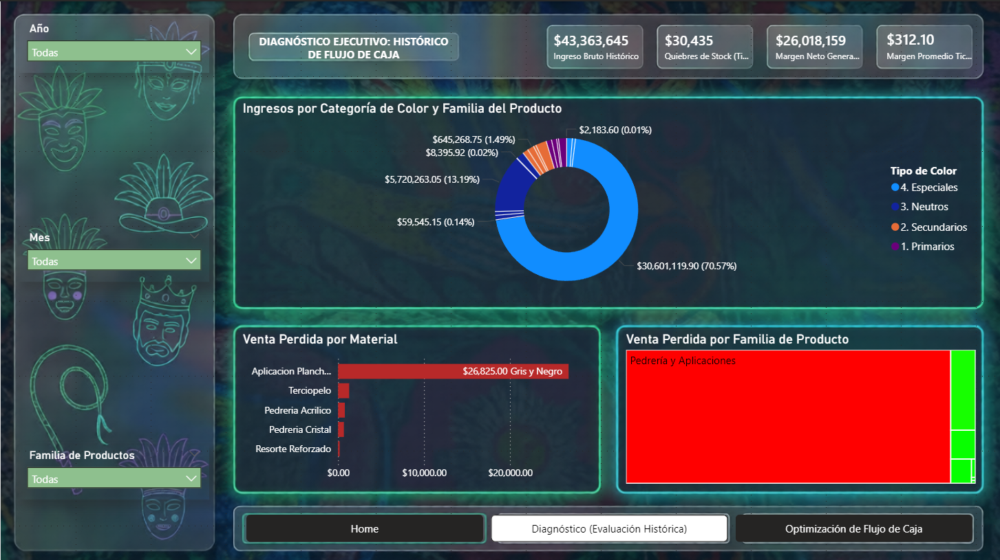 Año
Todas
Mes
Todas
Familia de Productos
Todas
DIAGNÓSTICO EJECUTIVO: HISTÓRICO
DE FLUJO DE CAJA
$43,363,645
Ingreso Bruto Histórico
$30,435
Quiebres de Stock (Ti...
$26,018,159
Margen Neto Genera...
$312.10
Margen Promedio Tic...
Ingresos por Categoría de Color y Familia del Producto
$2,183.60 (0.01%)
$645,268.75 (1.49%)
$8,395.92 (0.02%)
$5,720,263.05 (13.19%)
$59,545.15 (0.14%)
$30,601,119.90 (70.57%)
Tipo de Color
4. Especiales
3. Neutros
2. Secundarios
1. Primarios
Venta Perdida por Material
Aplicacion Planch...
$26,825.00 Gris y Negro
Terciopelo
Pedreria Acrilico
Pedreria Cristal
Resorte Reforzado
$0.00
$10,000.00
$20,000.00
Venta Perdida por Familia de Producto
Pedrería y Aplicaciones
Home
Diagnóstico (Evaluación Histórica)
Optimización de Flujo de Caja